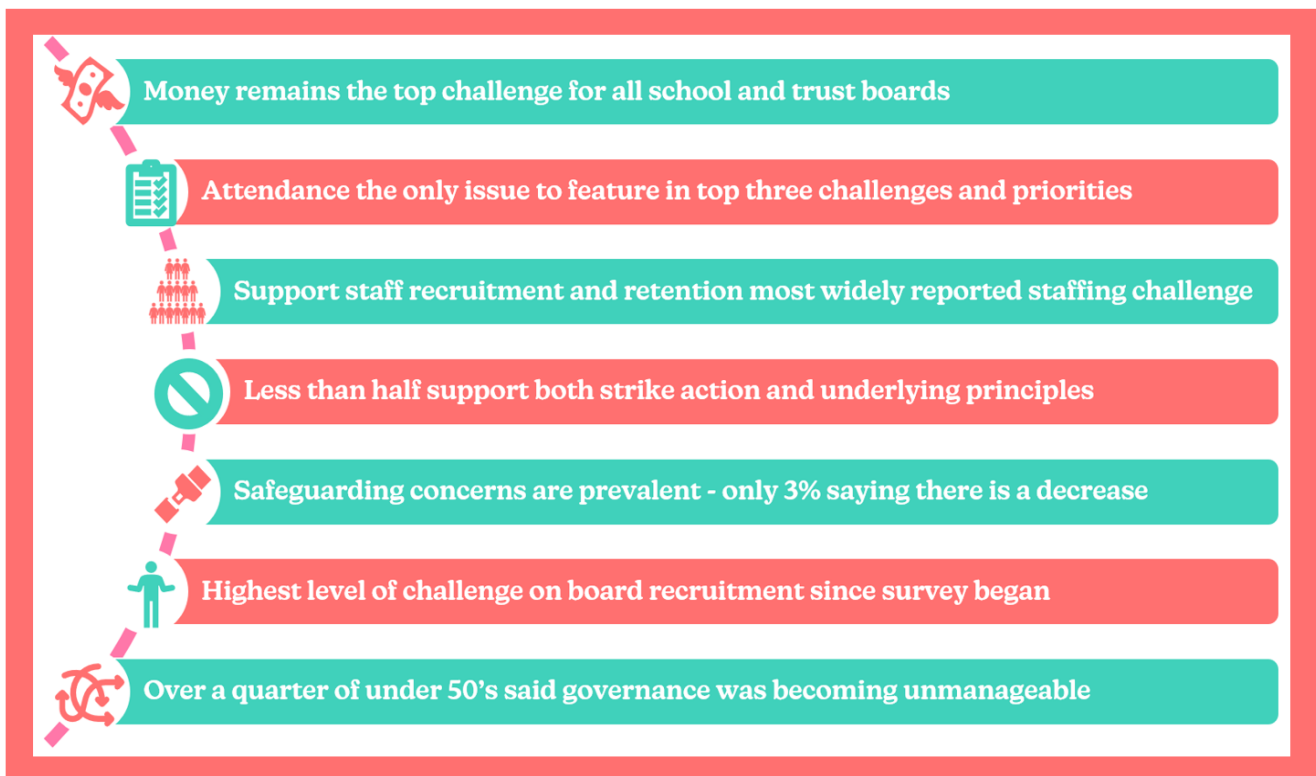 Money remains the top challenge for all school and trust boards
Attendance the only issue to feature in top three challenges and priorities
Support staff recruitment and retention most widely reported staffing challenge
Less than half support both strike action and underlying principles
Safeguarding concerns are prevalent - only 3% saying there is a decrease
Highest level of challenge on board recruitment since survey began
Over a quarter of under 50’s said governance was becoming unmanageable